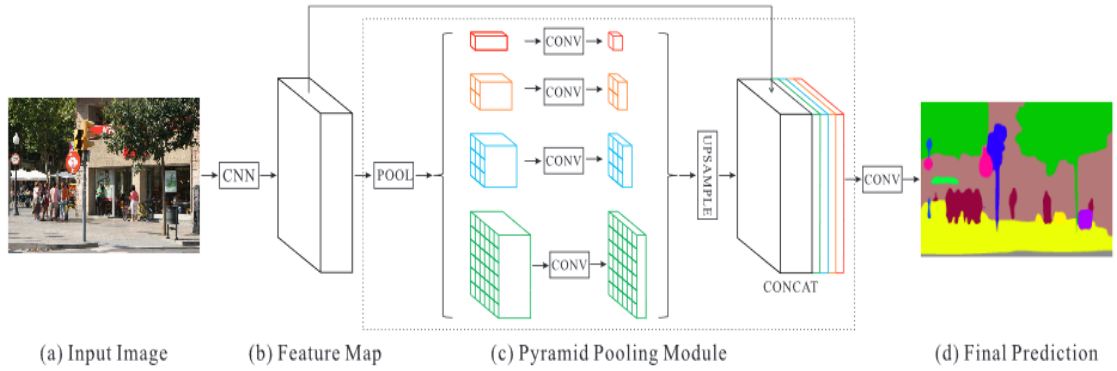 CONV
CONV
CNN
POOL
CONV
UPSAMPLE
CONV
CONV
CONCAT
(a) Input Image
(b) Feature Map
(c) Pyramid Pooling Module
(d) Final Prediction